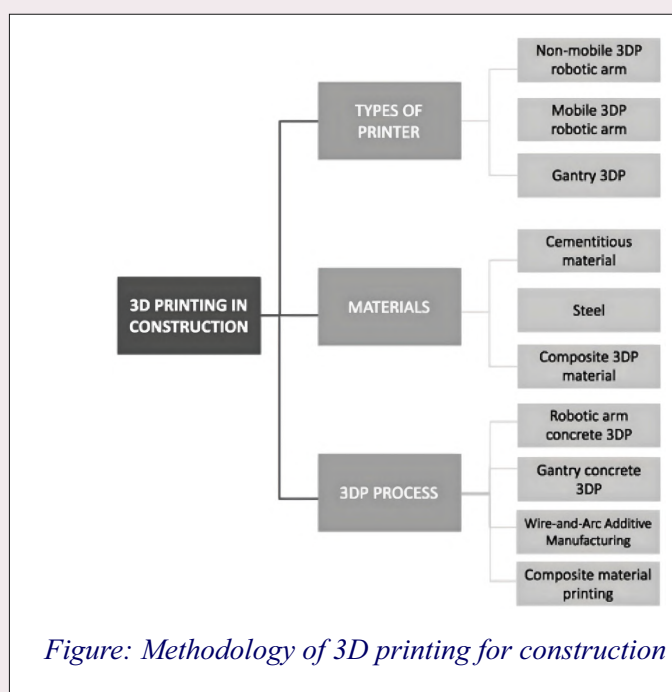 3D PRINTING IN
CONSTRUCTION
TYPES OF
PRINTER
Non-mobile 3DP
robotic arm
Mobile 3DP
robotic arm
Gantry 3DP
MATERIALS
Cementitious
material
Steel
Composite 3DP
material
3DP PROCESS
Robotic arm
concrete 3DP
Gantry concrete
3DP
Wire-and-Arc Additive
Manufacturing
Composite material
printing
Figure: Methodology of 3D printing for construction